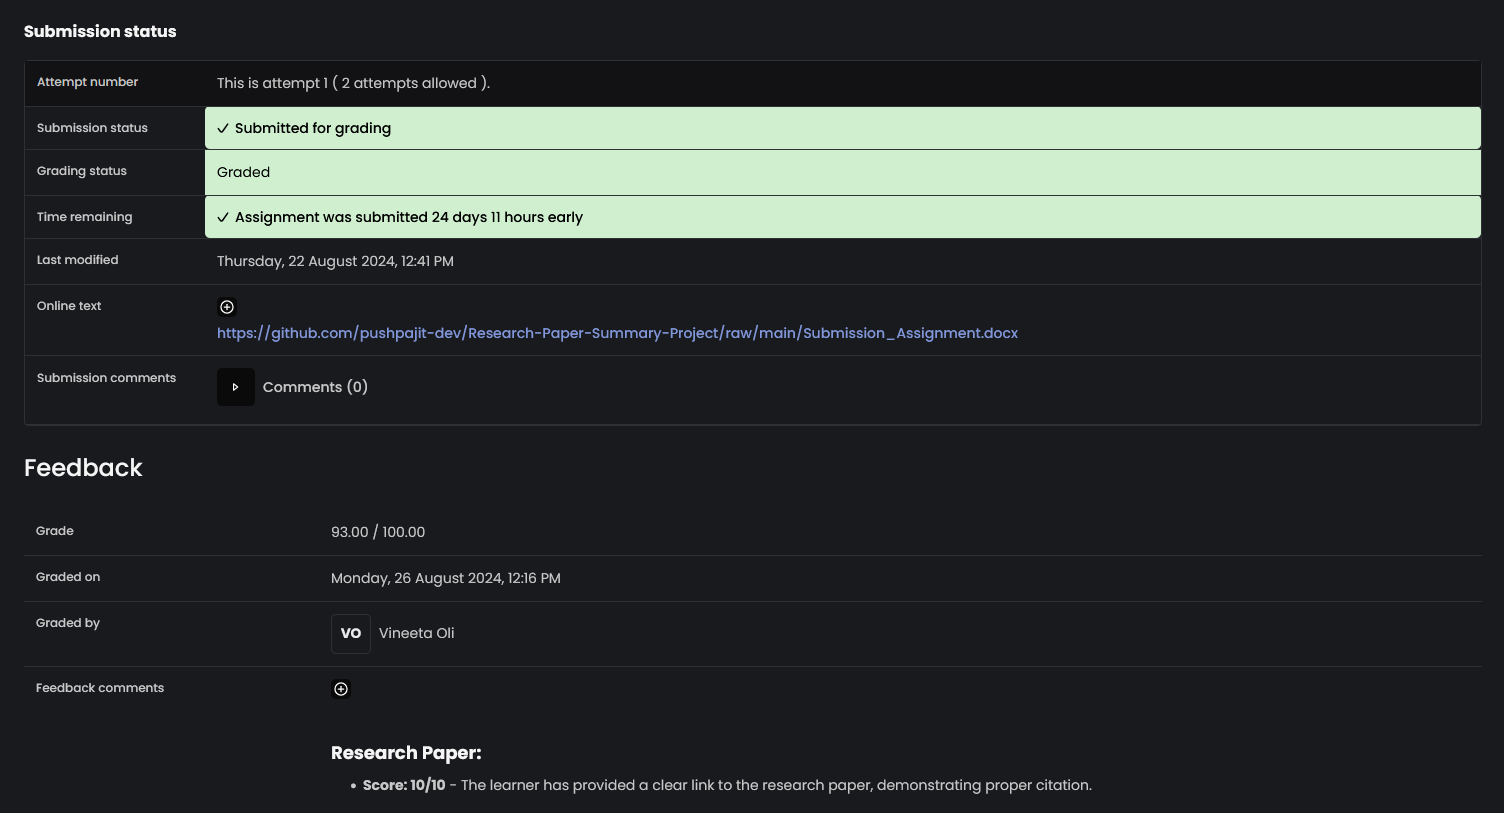 Submission status
Attempt number
This is attempt 1 ( 2 attempts allowed ).
Submission status
✓ Submitted for grading
Grading status
Graded
Time remaining
✓ Assignment was submitted 24 days 11 hours early
Last modified
Thursday, 22 August 2024, 12:41 PM
Online text
https://github.com/pushpajit-dev/Research-Paper-Summary-Project/raw/main/Submission_Assignment.docx
Submission comments
Comments (0)
Feedback
Grade
93.00 / 100.00
Graded on
Monday, 26 August 2024, 12:16 PM
Graded by
VO Vineeta Oli
Feedback comments
Research Paper:
• Score: 10/10 - The learner has provided a clear link to the research paper, demonstrating proper citation.